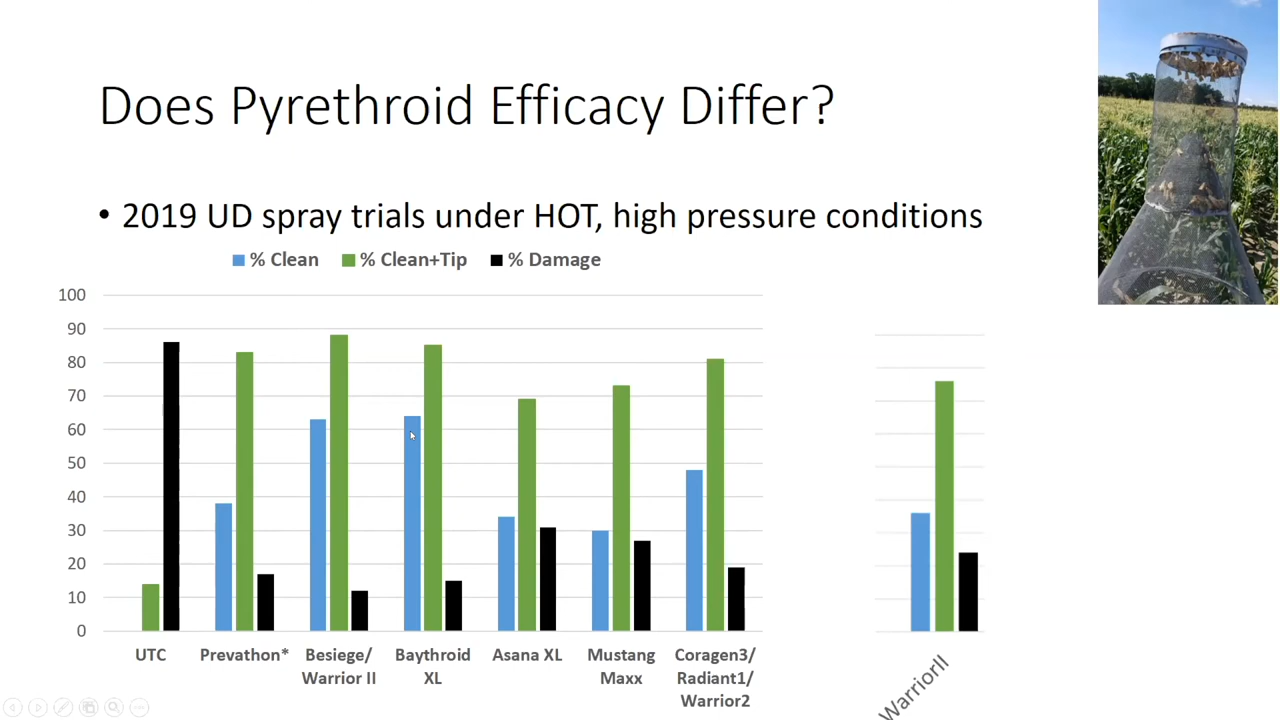 Does Pyrethroid Efficacy Differ?
• 2019 UD spray trials under HOT, high pressure conditions
% Clean % Clean+Tip % Damage
100
90
80
70
60
50
40
30
20
10
0
UTC Prevathon* Besiege/ Baythroid Asana XL Mustang Coragen3/
Warrior II XL Maxx Radiant1/
Warrior2
WarriorII